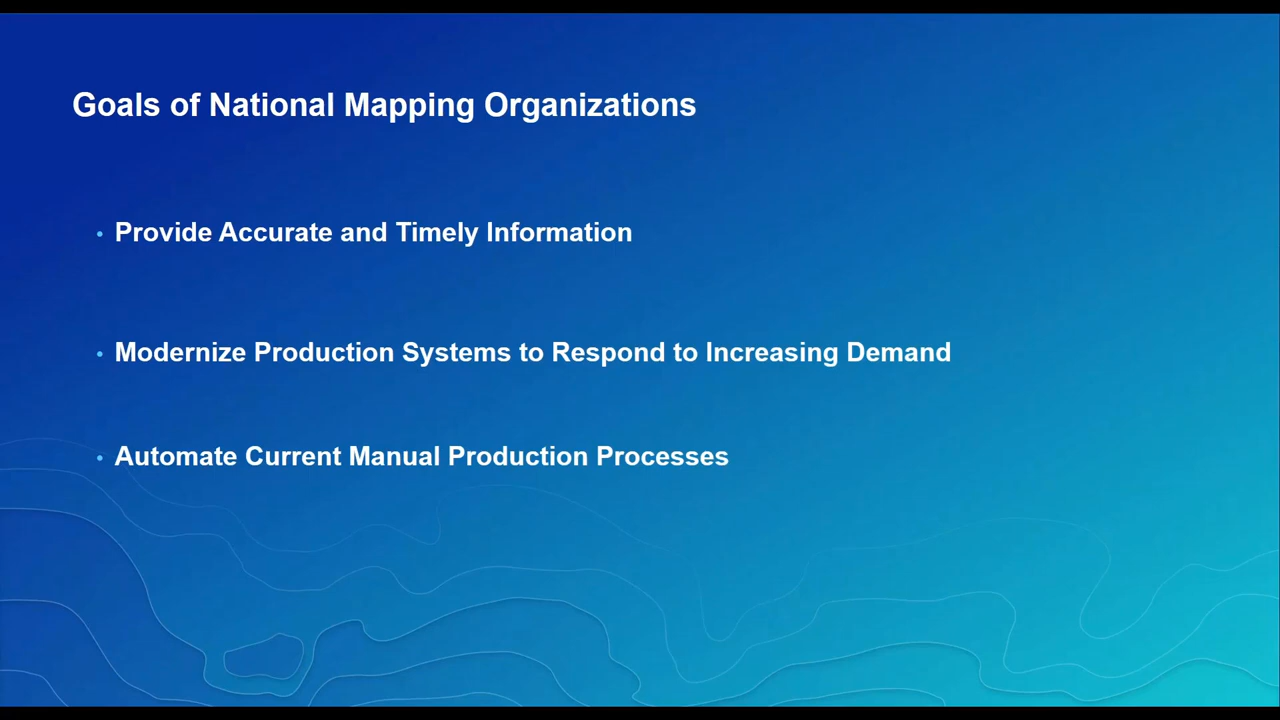 Goals of National Mapping Organizations
• Provide Accurate and Timely Information
• Modernize Production Systems to Respond to Increasing Demand
• Automate Current Manual Production Processes